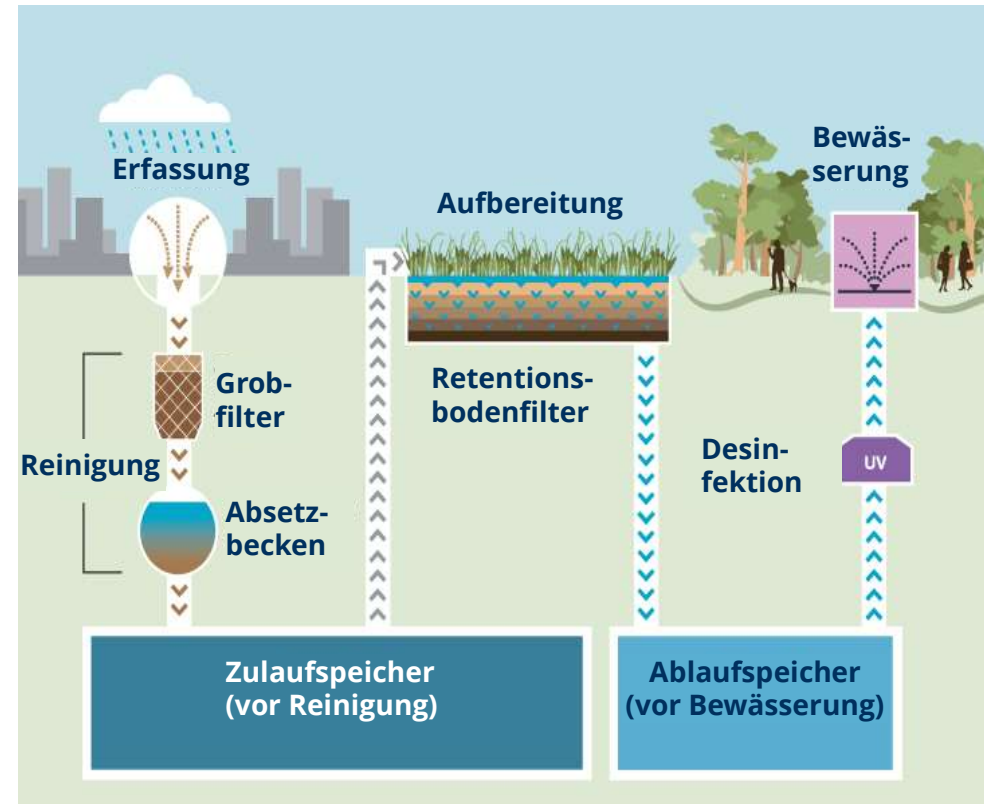 Erfassung
Bewäs-
serung
Aufbereitung
Grob-
filter
Retentions-
bodenfilter
Reinigung
Desin-
fektion
UV
Absetz-
becken
Zulaufspeicher
(vor Reinigung)
Ablaufspeicher
(vor Bewässerung)